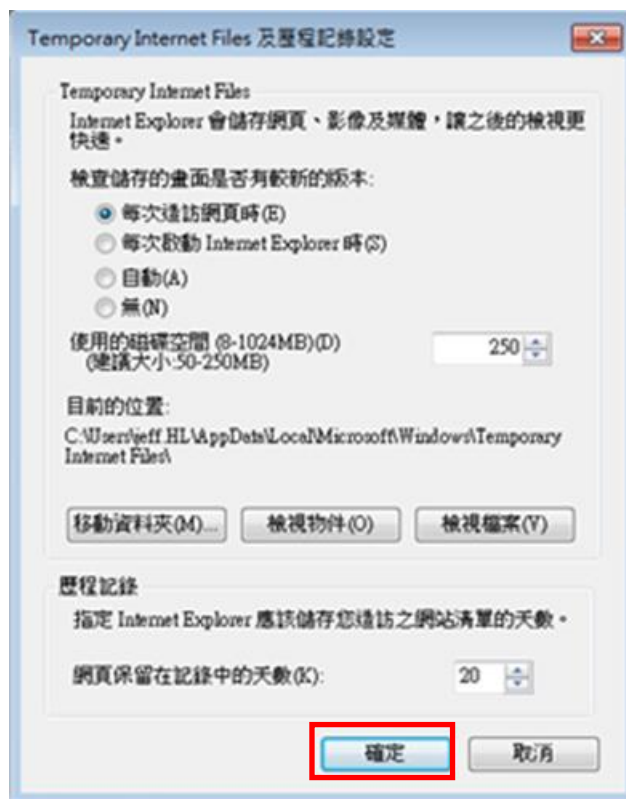 Temporary Internet Files 及歷程記錄設定
Temporary Internet Files
Internet Explorer 會儲存網頁、影像及媒體，讓之後的檢視更
快速。
檢查儲存的畫面是否有較新的版本:
每次造訪網頁時(E)
每次啟動 Internet Explorer 時(S)
自動(A)
無(N)
使用的磁碟空間 (8-1024MB)(D)
(建議大小:50-250MB)
250
目前的位置:
C:\Users\jeff.HL\AppData\Local\Microsoft\Windows\Temporary
Internet Files\
移動資料夾(M)...
檢視物件(O)
檢視檔案(V)
歷程記錄
指定 Internet Explorer 應該儲存您造訪之網站清單的天數。
網頁保留在記錄中的天數(K):
20
確定
取消